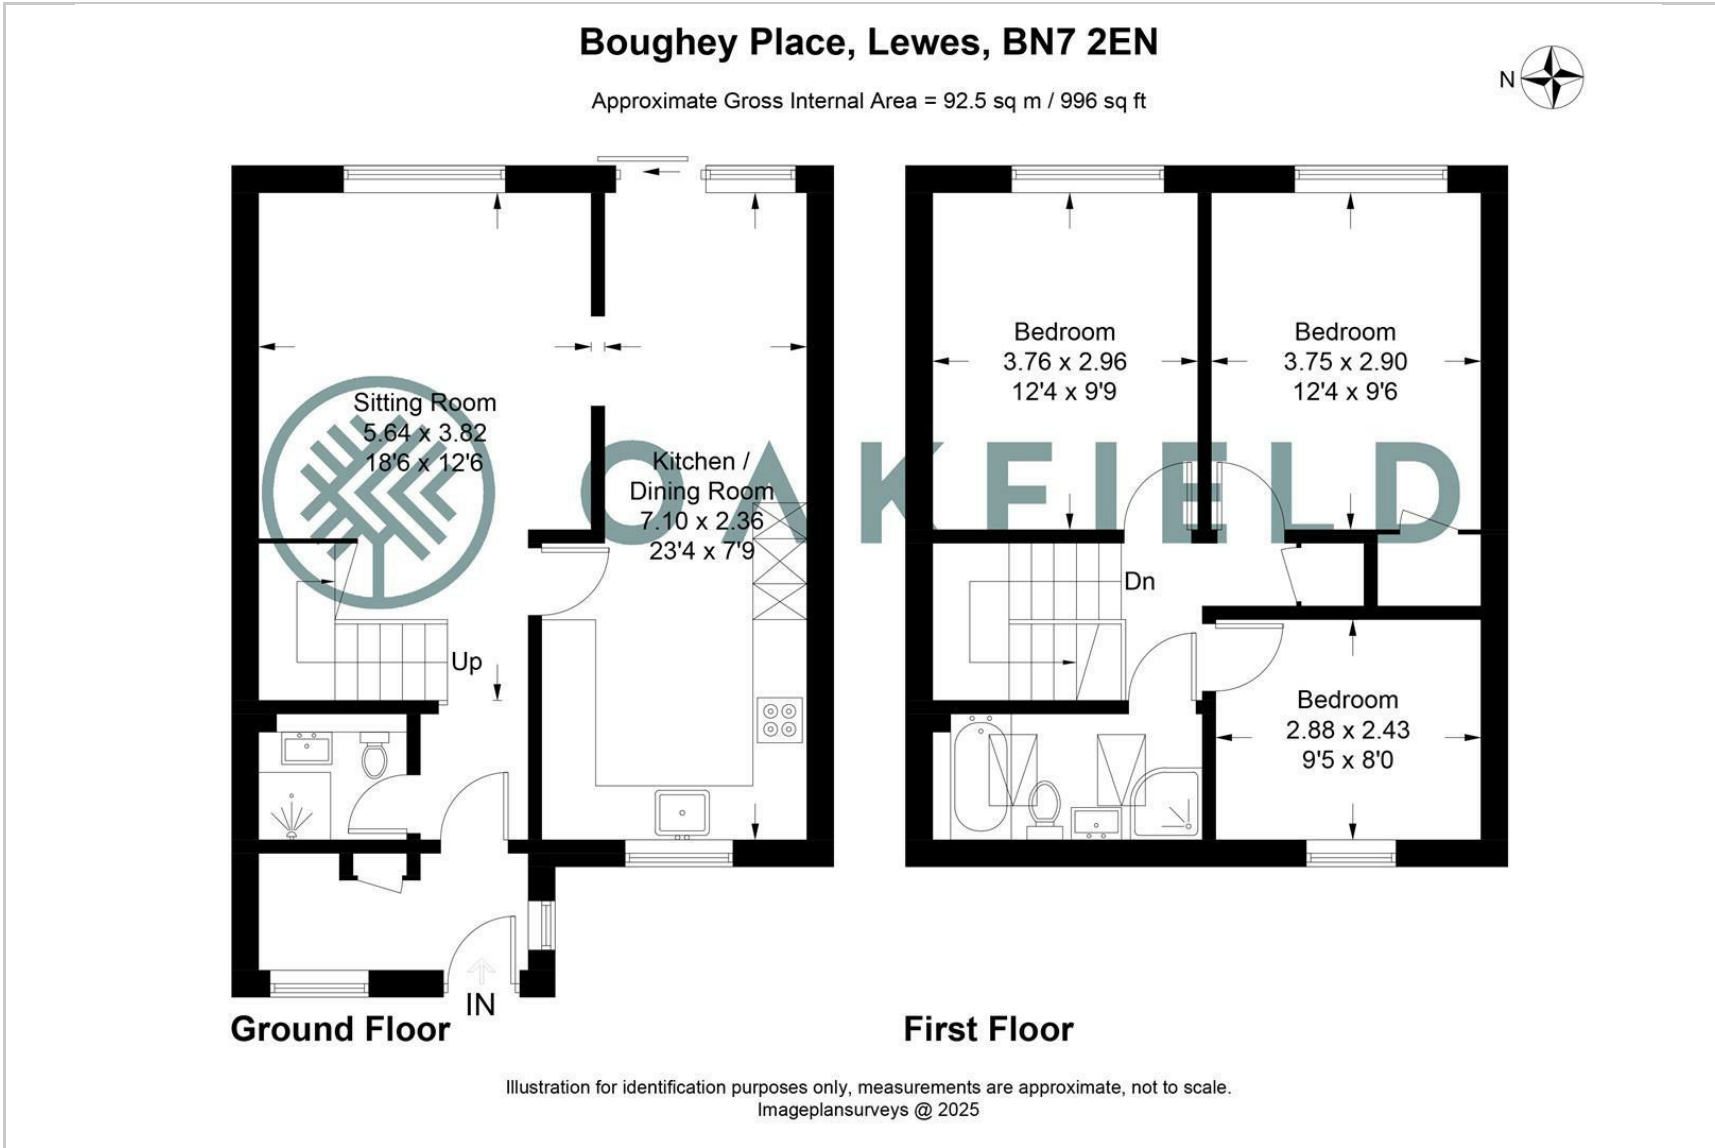 Boughey Place, Lewes, BN7 2EN
Approximate Gross Internal Area = 92.5 sq m / 996 sq ft
N
Sitting Room
5.64 x 3.82
18'6 x 12'6
Kitchen /
Dining Room
7.10 x 2.36
23'4 x 7'9
Up
IN
Ground Floor
Bedroom
3.76 x 2.96
12'4 x 9'9
Bedroom
3.75 x 2.90
12'4 x 9'6
Dn
Bedroom
2.88 x 2.43
9'5 x 8'0
First Floor
OAKFIELD
Illustration for identification purposes only, measurements are approximate, not to scale.
Imageplansurveys @ 2025